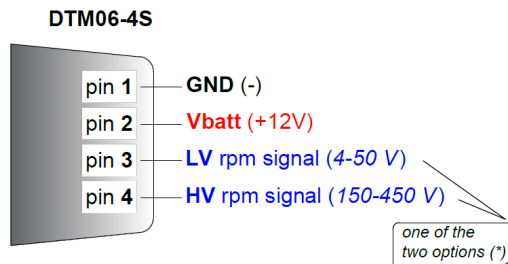 DTM06-4S
pin 1 GND (-)
pin 2 Vbatt (+12V)
pin 3 LV rpm signal (4-50 V)
pin 4 HV rpm signal (150-450 V)
one of the
two options (*)